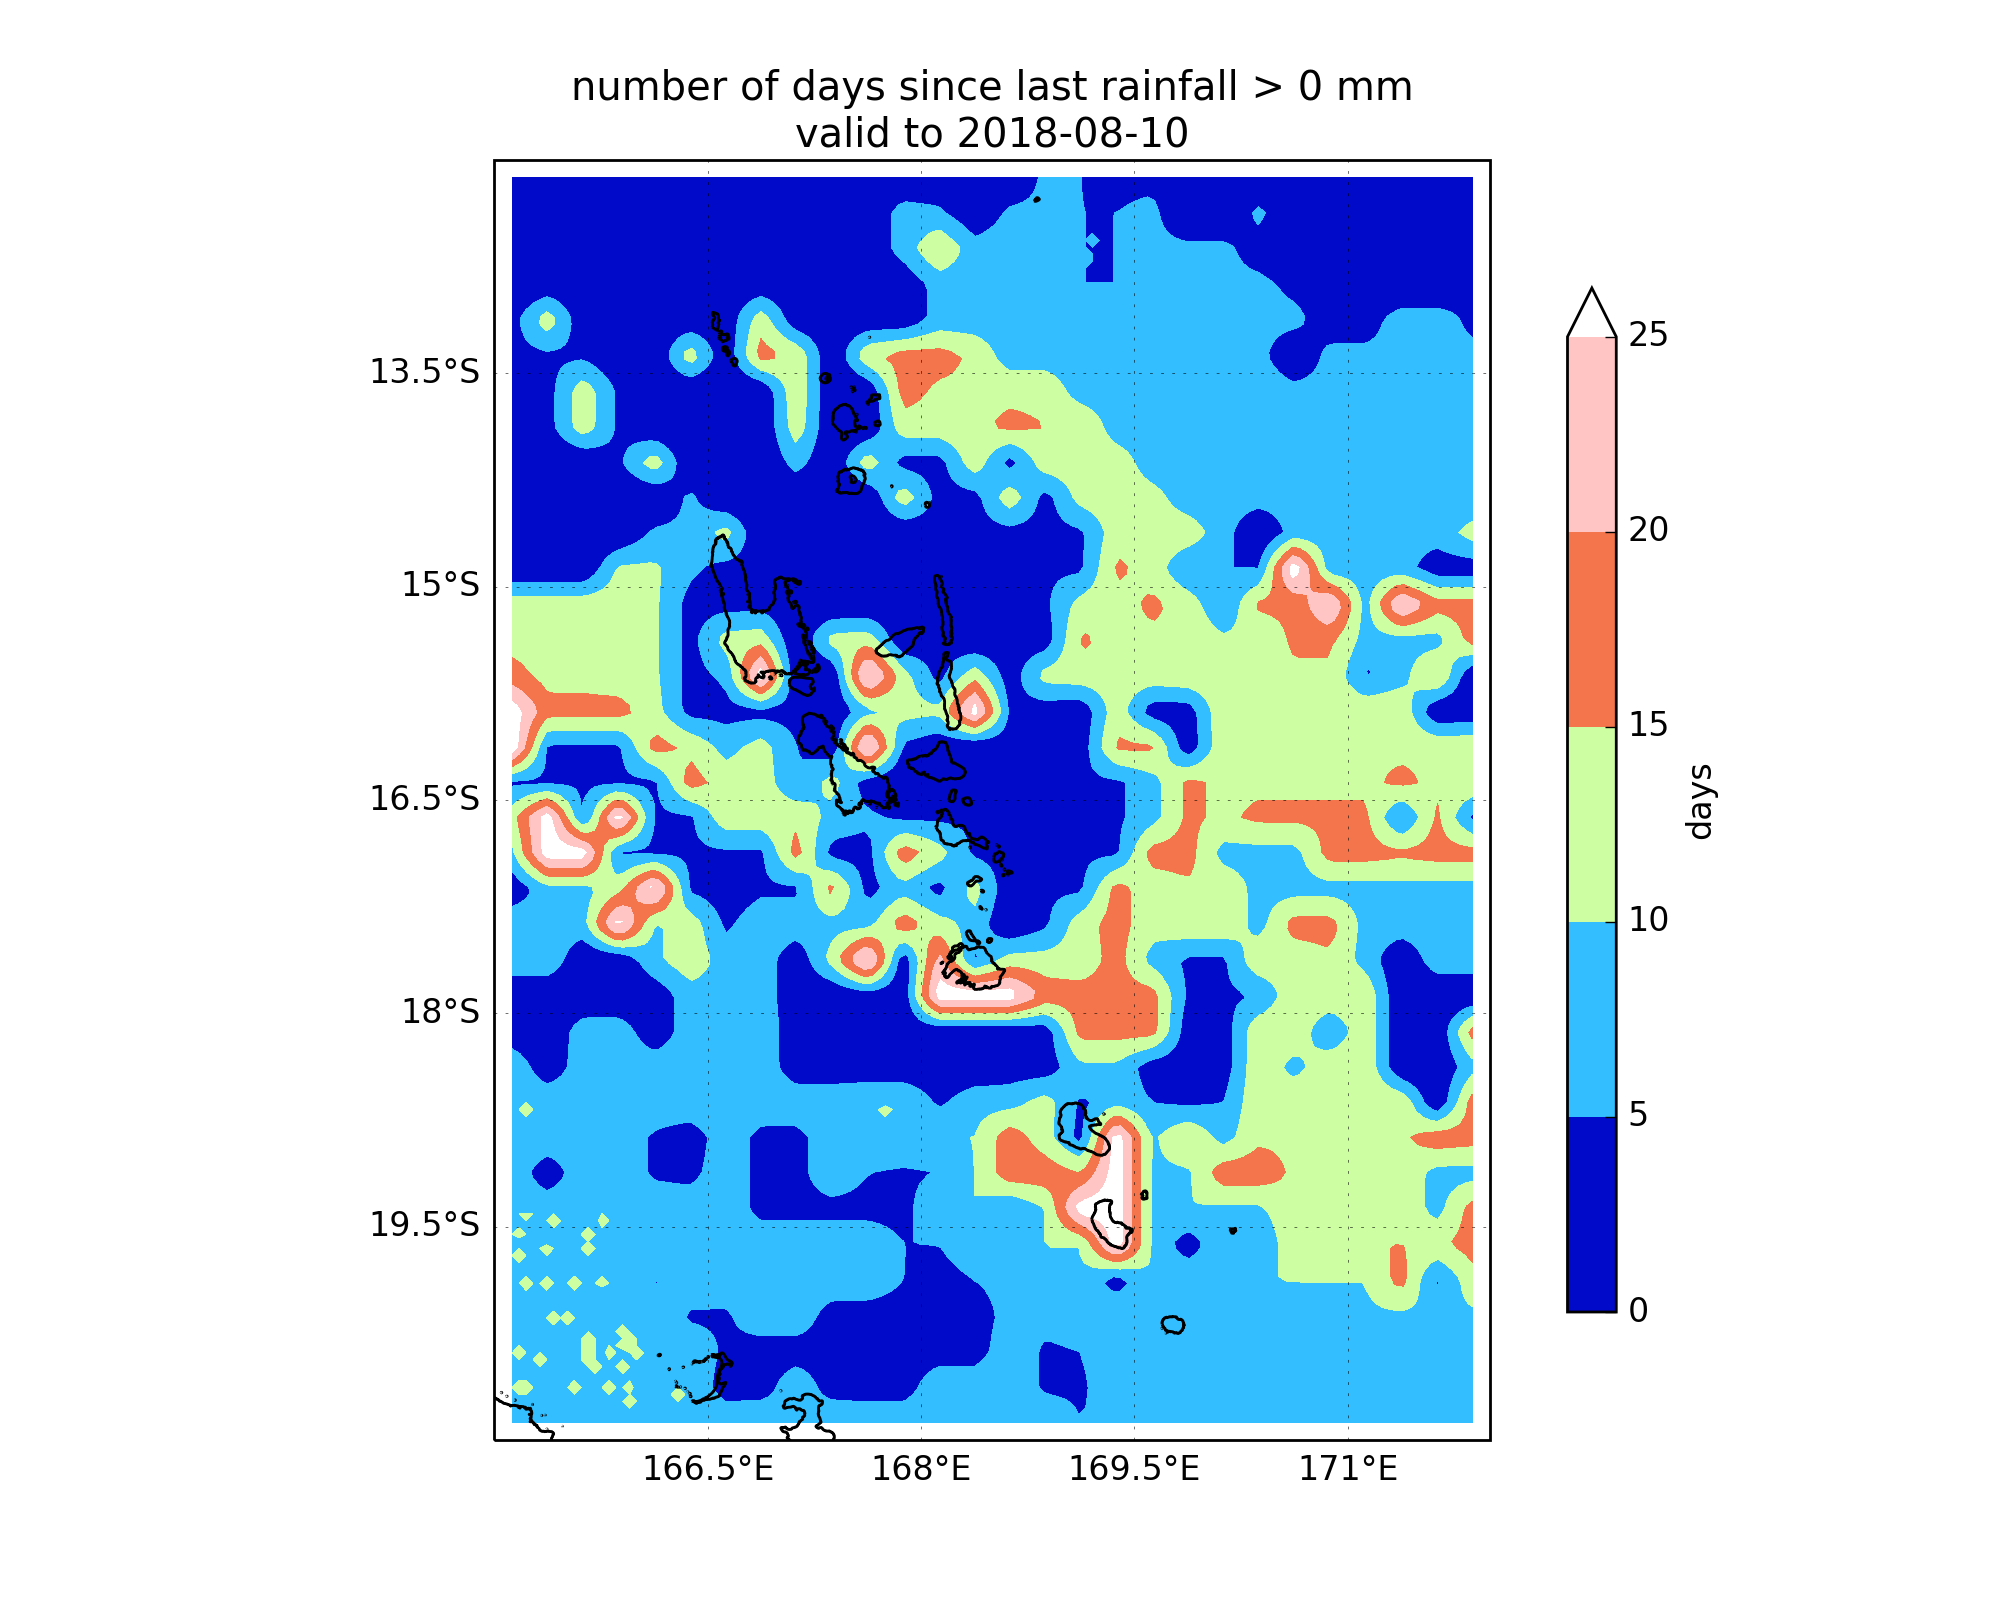 number of days since last rainfall > 0 mm
valid to 2018-08-10
13.5°S
15°S
16.5°S
18°S
19.5°S
166.5°E
168°E
169.5°E
171°E
25
20
15
10
5
0
days